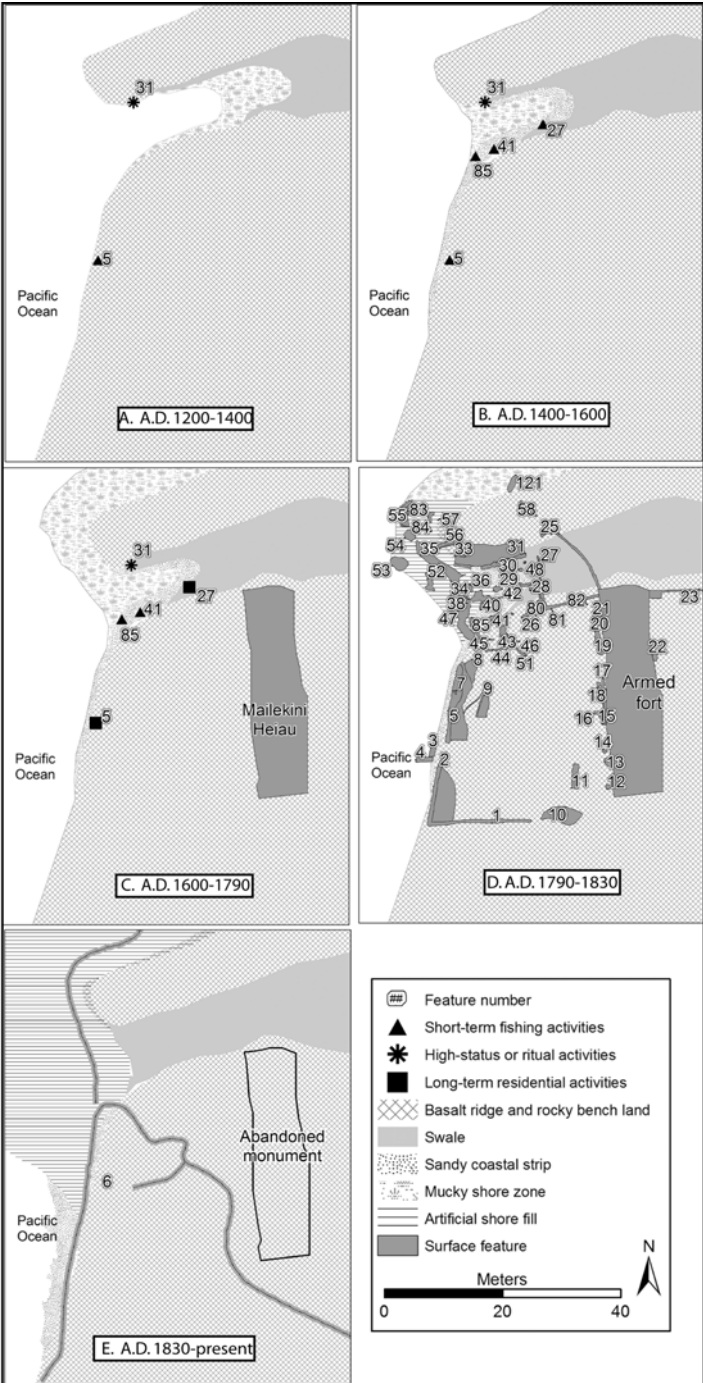 31
5
Pacific
Ocean
A. A.D. 1200-1400
31
27
41
85
5
Pacific
Ocean
B. A.D. 1400-1600
31
27
41
85
5
Mailekini
Heiau
Pacific
Ocean
C. A.D. 1600-1790
121
83
55
57
58
84
25
56
54
35
33
31
27
53
30
48
52
36
29
28
34
42
82
23
38
40
80
21
47
85
41
26
81
20
45
43
46
19
22
8
44
51
17
7
9
18
Armed
fort
5
16
15
3
14
4
2
13
Pacific
Ocean
11
12
1
10
D. A.D. 1790-1830
Abandoned
monument
6
Pacific
Ocean
E. A.D. 1830-present
## Feature number
Short-term fishing activities
High-status or ritual activities
Long-term residential activities
Basalt ridge and rocky bench land
Swale
Sandy coastal strip
Mucky shore zone
Artificial shore fill
Surface feature
N
Meters
0 20 40